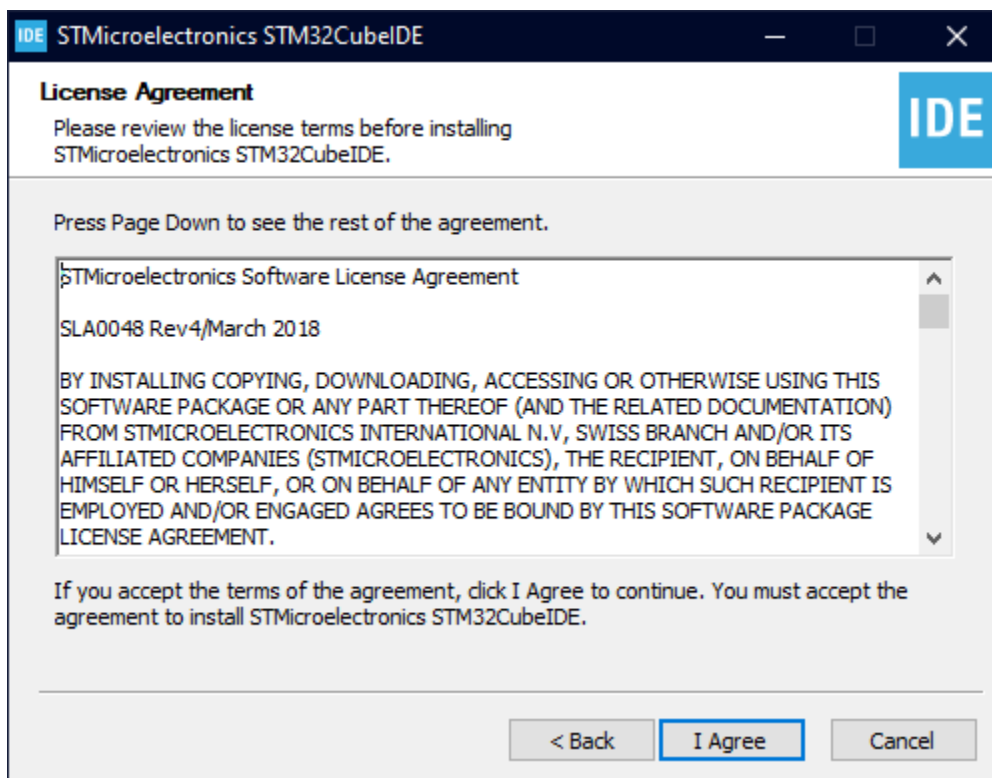 IDE STMicroelectronics STM32CubeIDE
License Agreement
Please review the license terms before installing
STMicroelectronics STM32CubeIDE.
IDE
Press Page Down to see the rest of the agreement.
STMicroelectronics Software License Agreement
SLA0048 Rev4/March 2018
BY INSTALLING COPYING, DOWNLOADING, ACCESSING OR OTHERWISE USING THIS
SOFTWARE PACKAGE OR ANY PART THEREOF (AND THE RELATED DOCUMENTATION)
FROM STMICROELECTRONICS INTERNATIONAL N.V, SWISS BRANCH AND/OR ITS
AFFILIATED COMPANIES (STMICROELECTRONICS), THE RECIPIENT, ON BEHALF OF
HIMSELF OR HERSELF, OR ON BEHALF OF ANY ENTITY BY WHICH SUCH RECIPIENT IS
EMPLOYED AND/OR ENGAGED AGREES TO BE BOUND BY THIS SOFTWARE PACKAGE
LICENSE AGREEMENT.
If you accept the terms of the agreement, click I Agree to continue. You must accept the
agreement to install STMicroelectronics STM32CubeIDE.
< Back I Agree Cancel